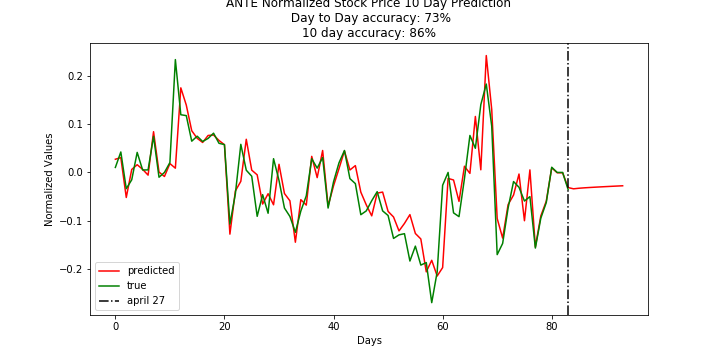 ANTE Normalized Stock Price 10 Day Prediction
Day to Day accuracy: 73%
10 day accuracy: 86%
Normalized Values
0.2
0.1
0.0
−0.1
−0.2
predicted
true
april 27
0 20 40 60 80
Days